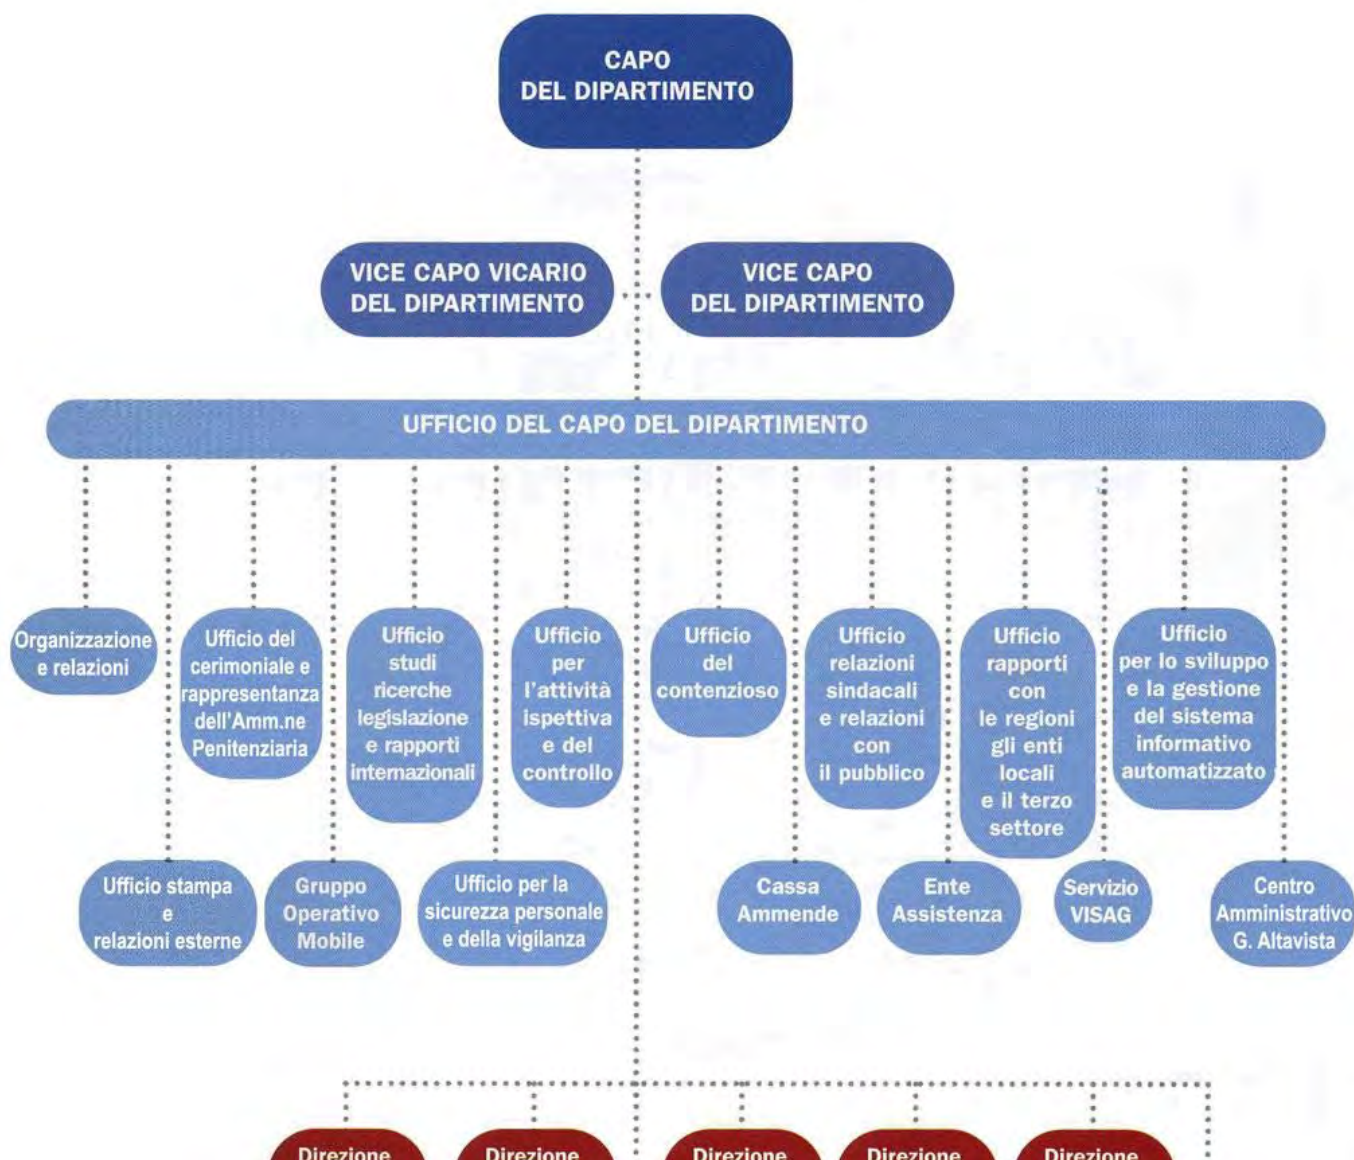 CAPO
DEL DIPARTIMENTO
VICE CAPO VICARIO
DEL DIPARTIMENTO
VICE CAPO
DEL DIPARTIMENTO
UFFICIO DEL CAPO DEL DIPARTIMENTO
Organizzazione
e relazioni
Ufficio del
cerimoniale e
rappresentanza
dell'Amm.ne
Penitenziaria
Ufficio
studi
ricerche
legislazione
e rapporti
internazionali
Ufficio
per
l'attività
ispettiva
e del
controllo
Ufficio
del
contenzioso
Ufficio
relazioni
sindacali
e relazioni
con
il pubblico
Ufficio
rapporti
con
le regioni
gli enti
locali
e il terzo
settore
Ufficio
per lo sviluppo
e la gestione
del sistema
informativo
automatizzato
Ufficio stampa
e
relazioni esterne
Gruppo
Operativo
Mobile
Ufficio per la
sicurezza personale
e della vigilanza
Cassa
Ammende
Ente
Assistenza
Servizio
VISAG
Centro
Amministrativo
G. Altavista
Direzione
Direzione
Direzione
Direzione
Direzione